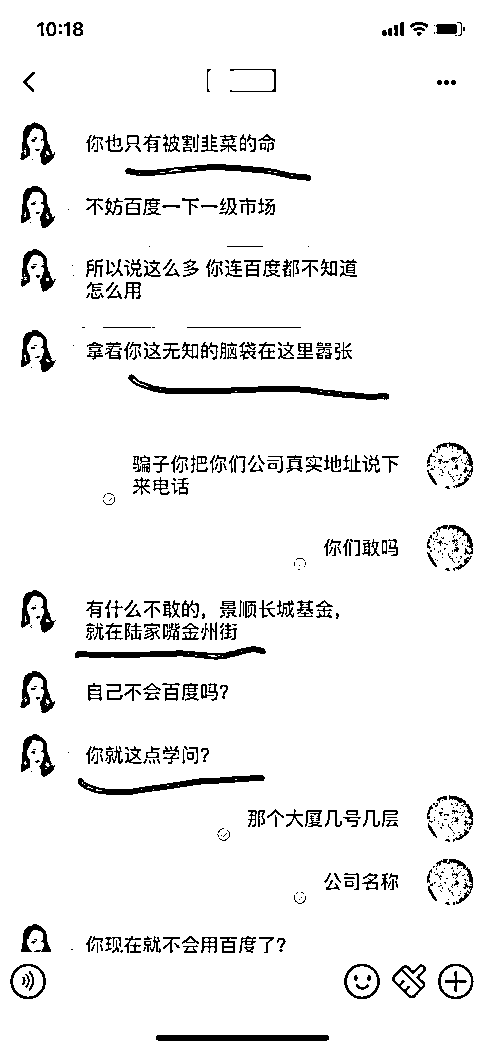 10:18
你也只有被割韭菜的命
不妨百度一下一级市场
所以说这么多 你连百度都不知道
怎么用
拿着你这无知的脑袋在这里嚣张
骗子你把你们公司真实地址说下
来电话
你们敢吗
有什么不敢的，景顺长城基金，
就在陆家嘴金州街
自己不会百度吗？
你就这点学问？
那个大厦几号几层
公司名称
你现在就不会用百度了？